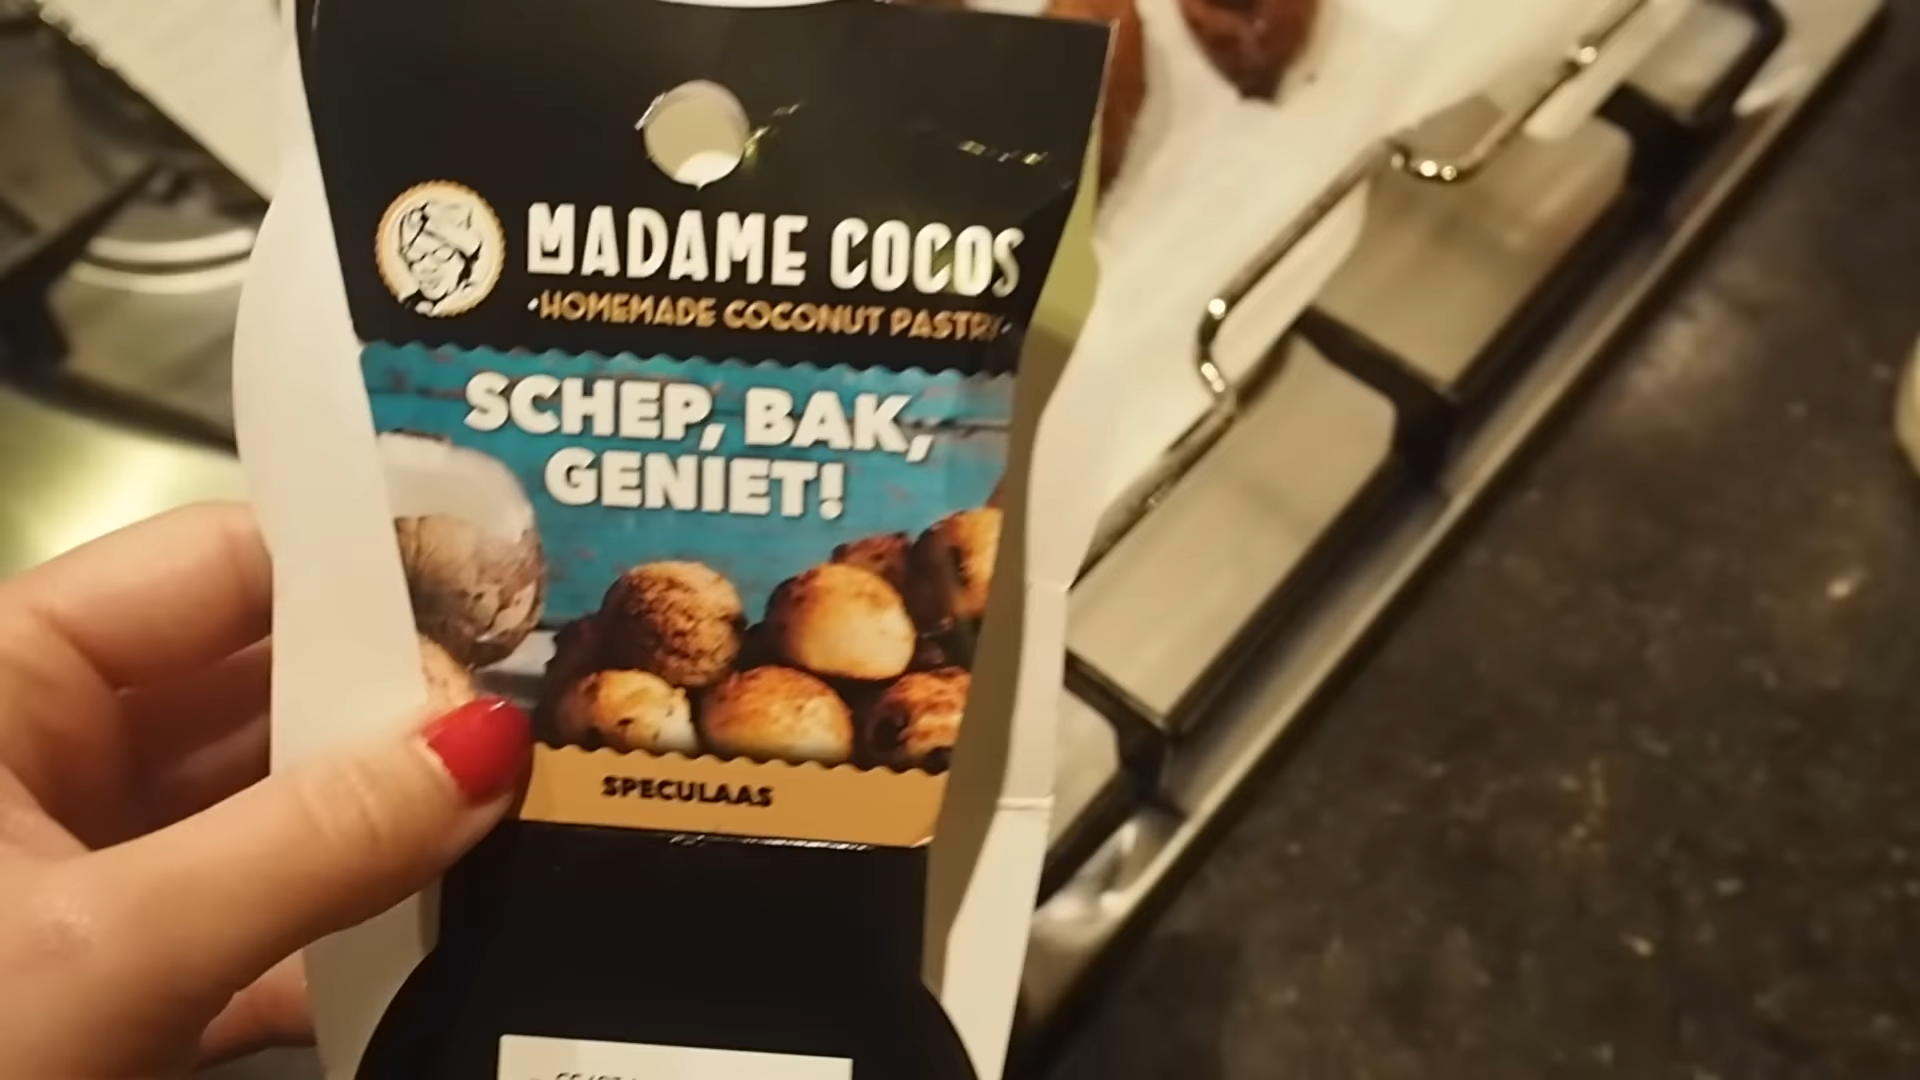 MADAME COCOS
•HOMEMADE COCONUT PASTRY•
SCHEP, BAK,
GENIET!
SPECULAAS